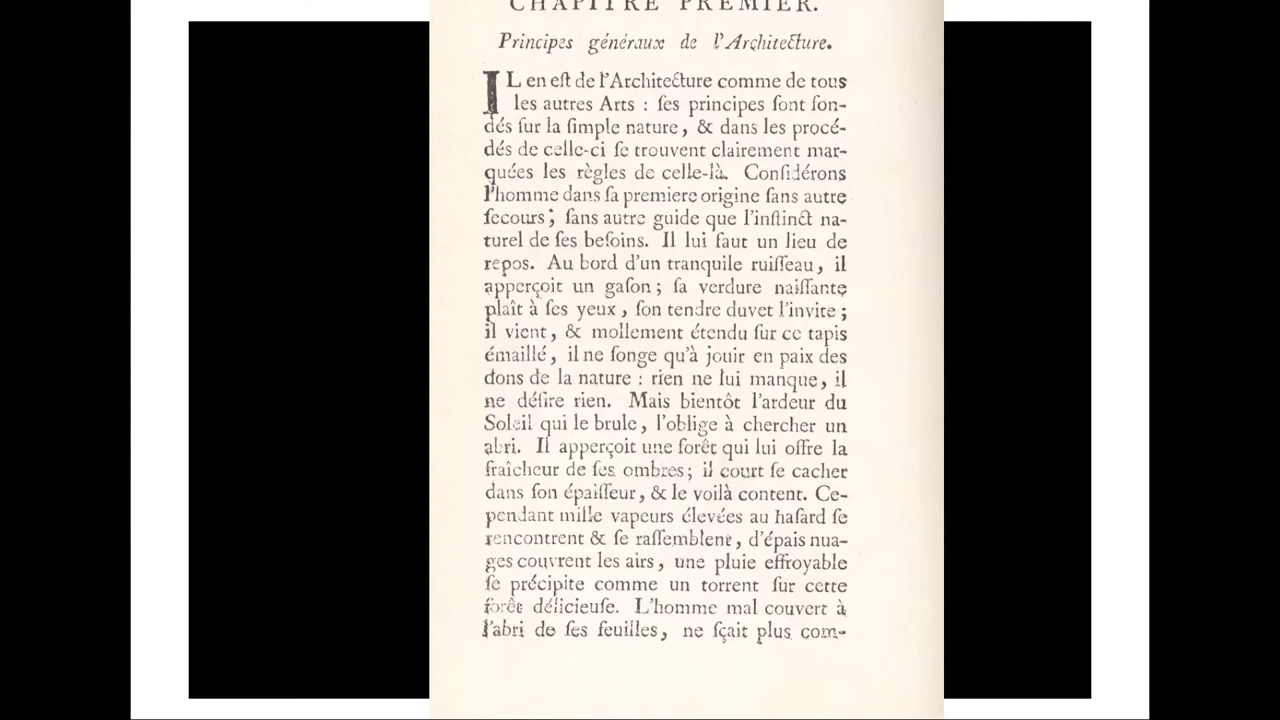 CHAPITRE PREMIER.
Principes généraux de l'Architecture.
IL en eſt de l'Architecture comme de tous
les autres Arts : ſes principes ſont fon-
dés ſur la ſimple nature, & dans les procé-
dés de celle-ci ſe trouvent clairement mar-
quées les règles de celle-là. Conſidérons
l'homme dans ſa premiere origine ſans autre
ſecours; ſans autre guide que l'inſtinct na-
turel de ſes beſoins. Il lui faut un lieu de
repos. Au bord d'un tranquile ruiſſeau, il
apperçoit un gaſon; ſa verdure naiſſante
plaît à ſes yeux, ſon tendre duvet l'invite;
il vient, & mollement étendu ſur ce tapis
émaillé, il ne ſonge qu'à jouir en paix des
dons de la nature : rien ne lui manque, il
ne déſire rien. Mais bientôt l'ardeur du
Soleil qui le brule, l'oblige à chercher un
abri. Il apperçoit une forêt qui lui offre la
fraîcheur de ſes ombres; il court ſe cacher
dans ſon épaiſſeur, & le voilà content. Ce-
pendant mille vapeurs élevées au haſard ſe
rencontrent & ſe raſſemblent, d'épais nua-
ges couvrent les airs, une pluie effroyable
ſe précipite comme un torrent ſur cette
forêt délicieuſe. L'homme mal couvert à
l'abri de ſes feuilles, ne ſçait plus com-